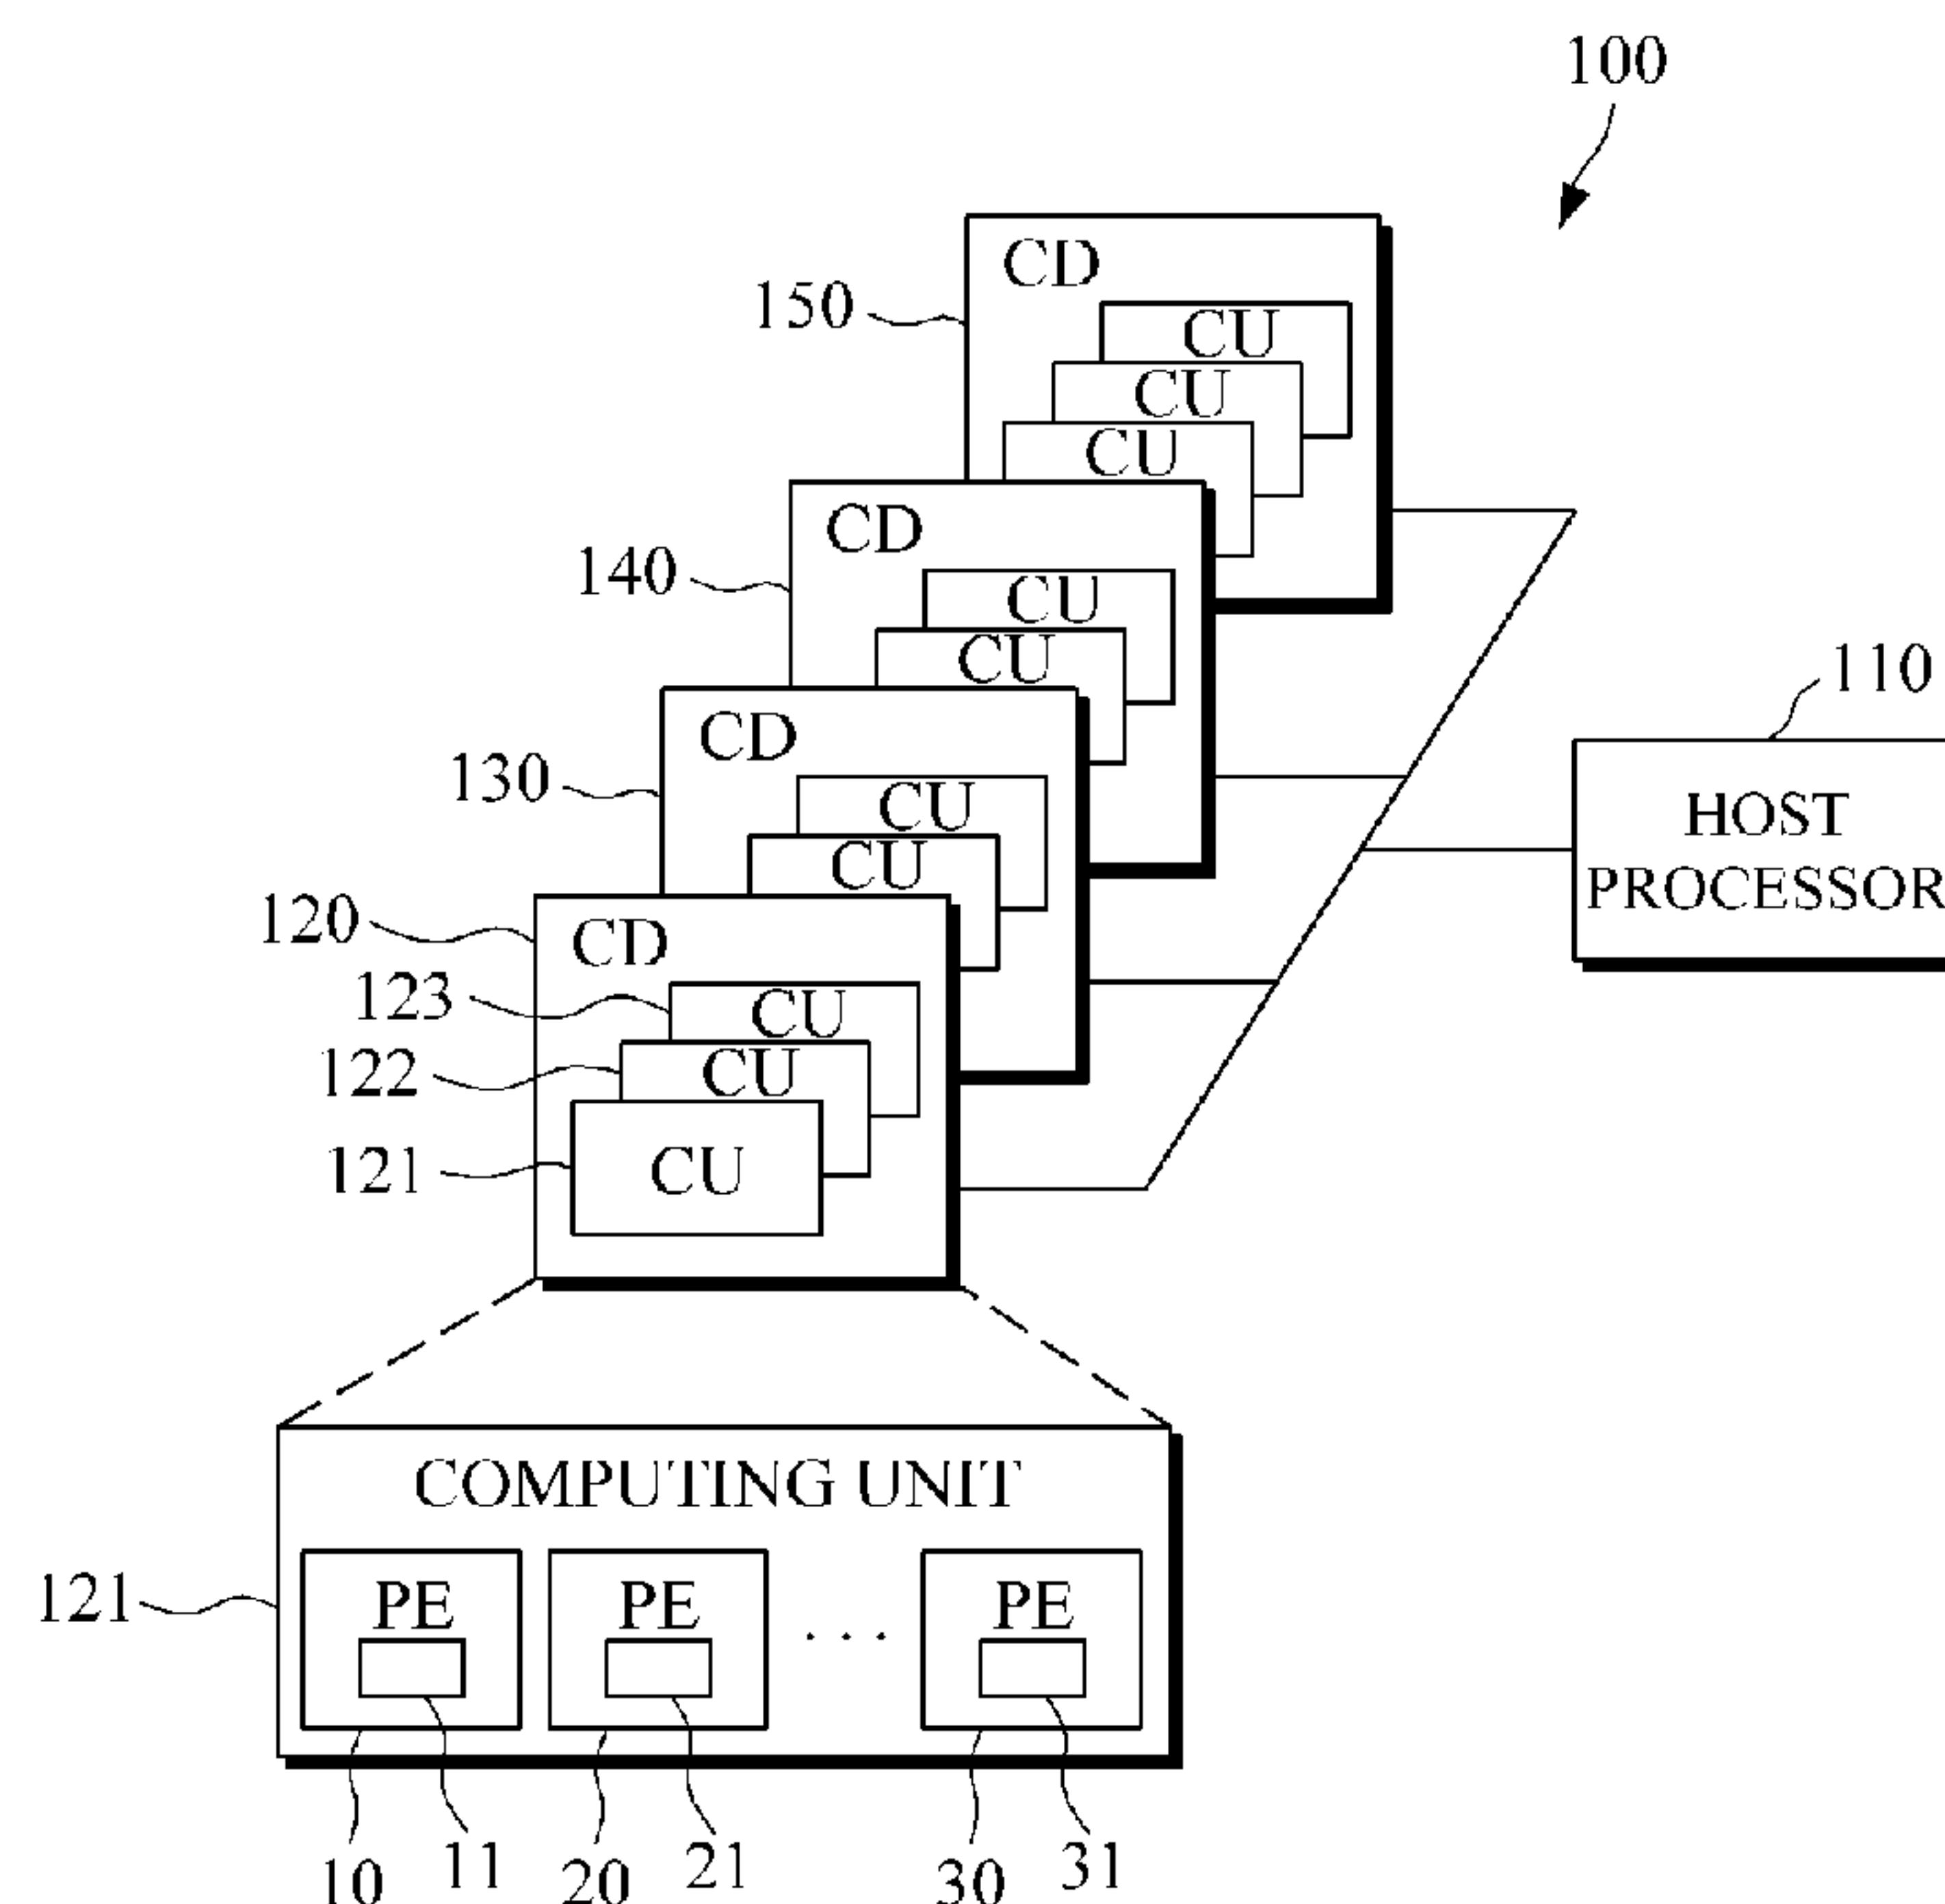 100
CD
150
CU
CU
CU
CD
140
CU
CU
110
CD
130
CU
CU
HOST
PROCESSOR
120
CD
123
CU
122
CU
121
CU
COMPUTING UNIT
121
PE
PE
. . .
PE
10
11
20
21
30
31